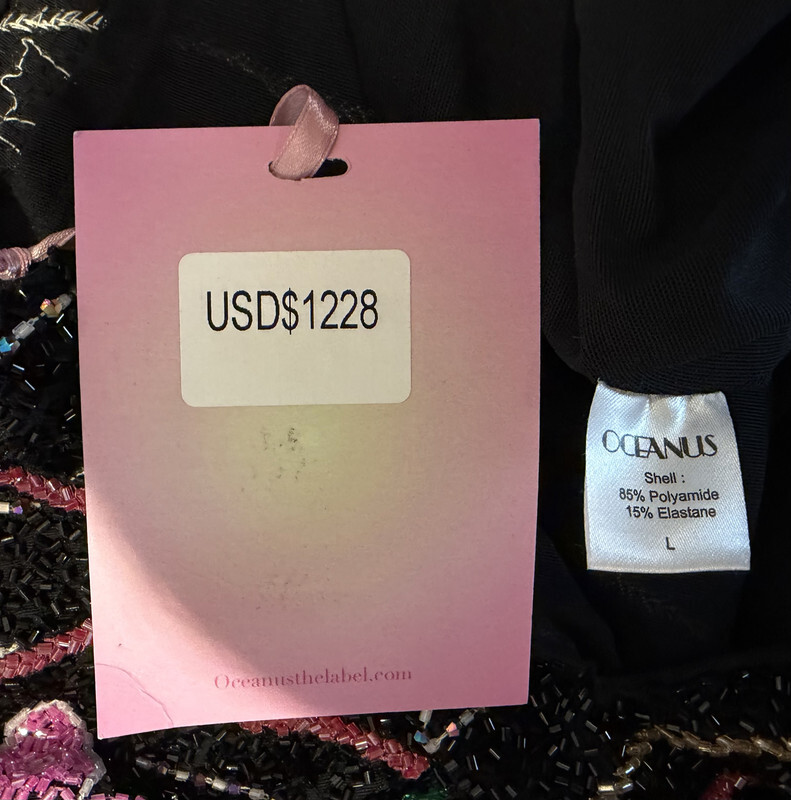 USD$1228
Oceanusthelabel.com
OCEANUS
Shell :
85% Polyamide
15% Elastane
L